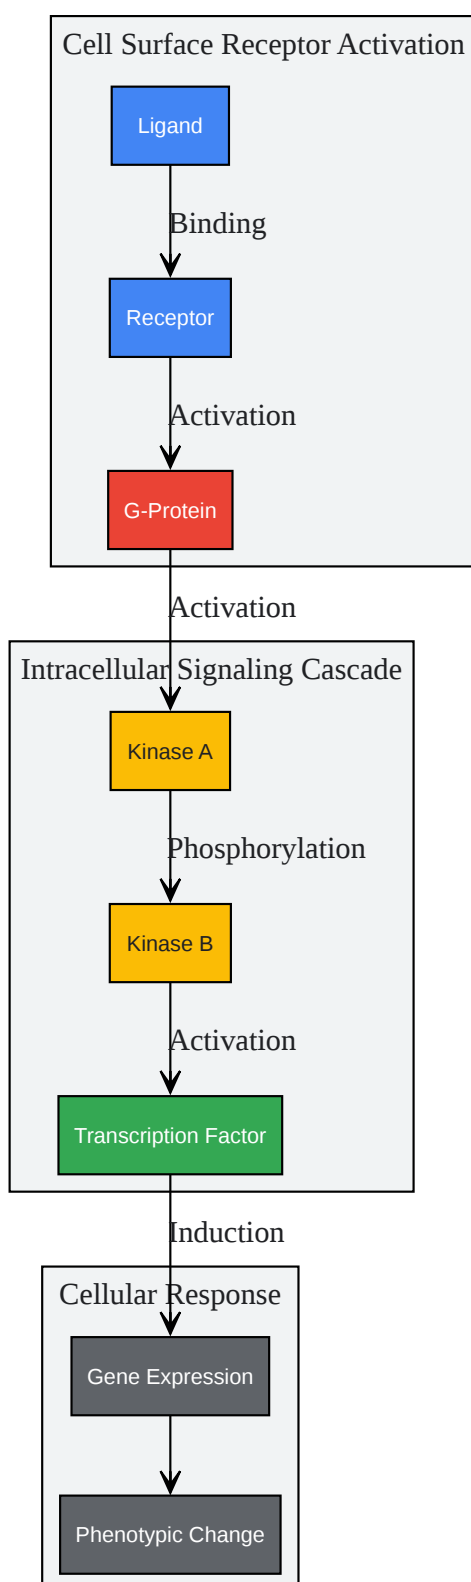 Cell Surface Receptor Activation
Ligand
Binding
Receptor
Activation
G-Protein
Activation
Intracellular Signaling Cascade
Kinase A
Phosphorylation
Kinase B
Activation
Transcription Factor
Induction
Cellular Response
Gene Expression
Phenotypic Change